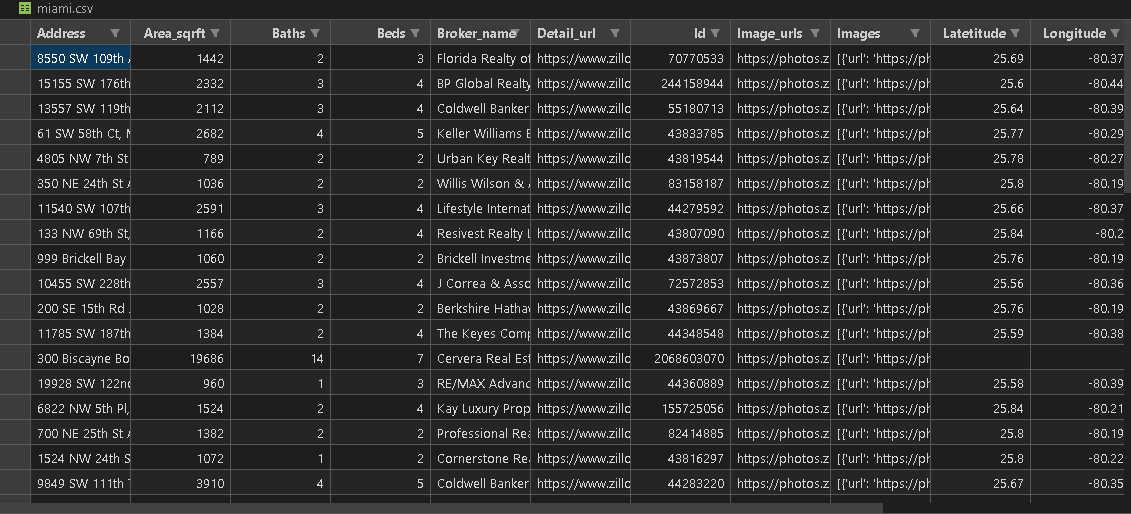 miami.csv
Address Area_sqrft Baths Beds Broker_name Detail_url Id Image_urls Images Latetitude Longitude
8550 SW 109th A 1442 2 3 Florida Realty of 70770533 https://www.zillo https://photos.z [{'url': 'https://ph 25.69 -80.37
15155 SW 176th 2332 3 4 BP Global Realty https://www.zillo 244158944 https://photos.z [{'url': 'https://ph 25.6 -80.44
13557 SW 119th 2112 3 4 Coldwell Banker https://www.zillo 55180713 https://photos.z [{'url': 'https://ph 25.64 -80.39
61 SW 58th Ct, M 2682 4 5 Keller Williams E https://www.zillo 43833785 https://photos.z [{'url': 'https://ph 25.77 -80.29
4805 NW 7th St 789 2 2 Urban Key Realt https://www.zillo 43819544 https://photos.z [{'url': 'https://ph 25.78 -80.27
350 NE 24th St A 1036 2 2 Willis Wilson & A https://www.zillo 83158187 https://photos.z [{'url': 'https://ph 25.8 -80.19
11540 SW 107th 2591 3 4 Lifestyle Internat https://www.zillo 44279592 https://photos.z [{'url': 'https://ph 25.66 -80.37
133 NW 69th St, 1166 2 4 Resivest Realty L https://www.zillo 43807090 https://photos.z [{'url': 'https://ph 25.84 -80.2
999 Brickell Bay 1060 2 2 Brickell Investme https://www.zillo 43873807 https://photos.z [{'url': 'https://ph 25.76 -80.19
10455 SW 228th 2557 3 4 J Correa & Asso https://www.zillo 72572853 https://photos.z [{'url': 'https://ph 25.56 -80.36
200 SE 15th Rd 1028 2 2 Berkshire Hathav https://www.zillo 43869667 https://photos.z [{'url': 'https://ph 25.76 -80.19
11785 SW 187th 1384 2 4 The Keyes Comp https://www.zillo 44348548 https://photos.z [{'url': 'https://ph 25.59 -80.38
300 Biscayne Bo 19686 14 7 Cervera Real Est https://www.zillo 2068603070 https://photos.z [{'url': 'https://ph
19928 SW 122nd 960 1 3 RE/MAX Advanc https://www.zillo 44360889 https://photos.z [{'url': 'https://ph 25.58 -80.39
6822 NW 5th Pl, 1524 2 4 Kay Luxury Prop https://www.zillo 155725056 https://photos.z [{'url': 'https://ph 25.84 -80.21
700 NE 25th St A 1382 2 2 Professional Rea https://www.zillo 82414885 https://photos.z [{'url': 'https://ph 25.8 -80.19
1524 NW 24th S 1072 1 2 Cornerstone Re https://www.zillo 43816297 https://photos.z [{'url': 'https://ph 25.8 -80.22
9849 SW 111th T 3910 4 5 Coldwell Banker https://www.zillo 44283220 https://photos.z [{'url': 'https://ph 25.67 -80.35